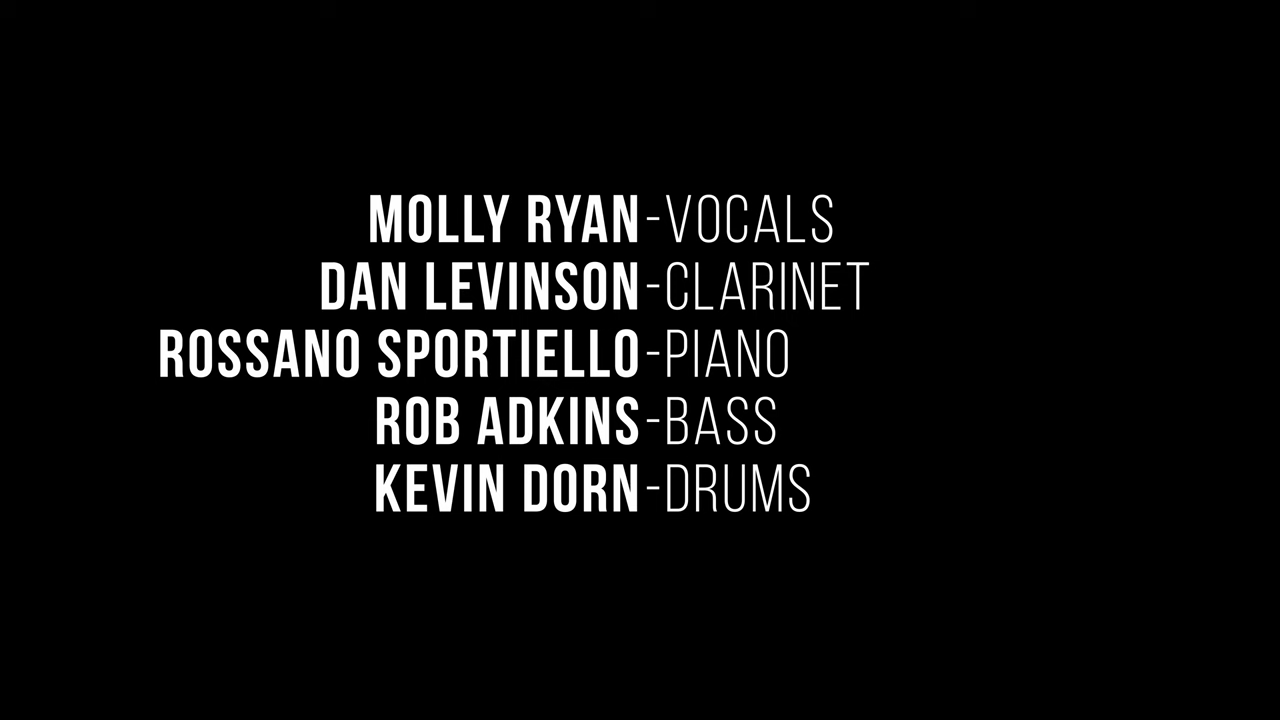 MOLLY RYAN-VOCALS
DAN LEVINSON-CLARINET
ROSSANO SPORTIELLO-PIANO
ROB ADKINS-BASS
KEVIN DORN-DRUMS